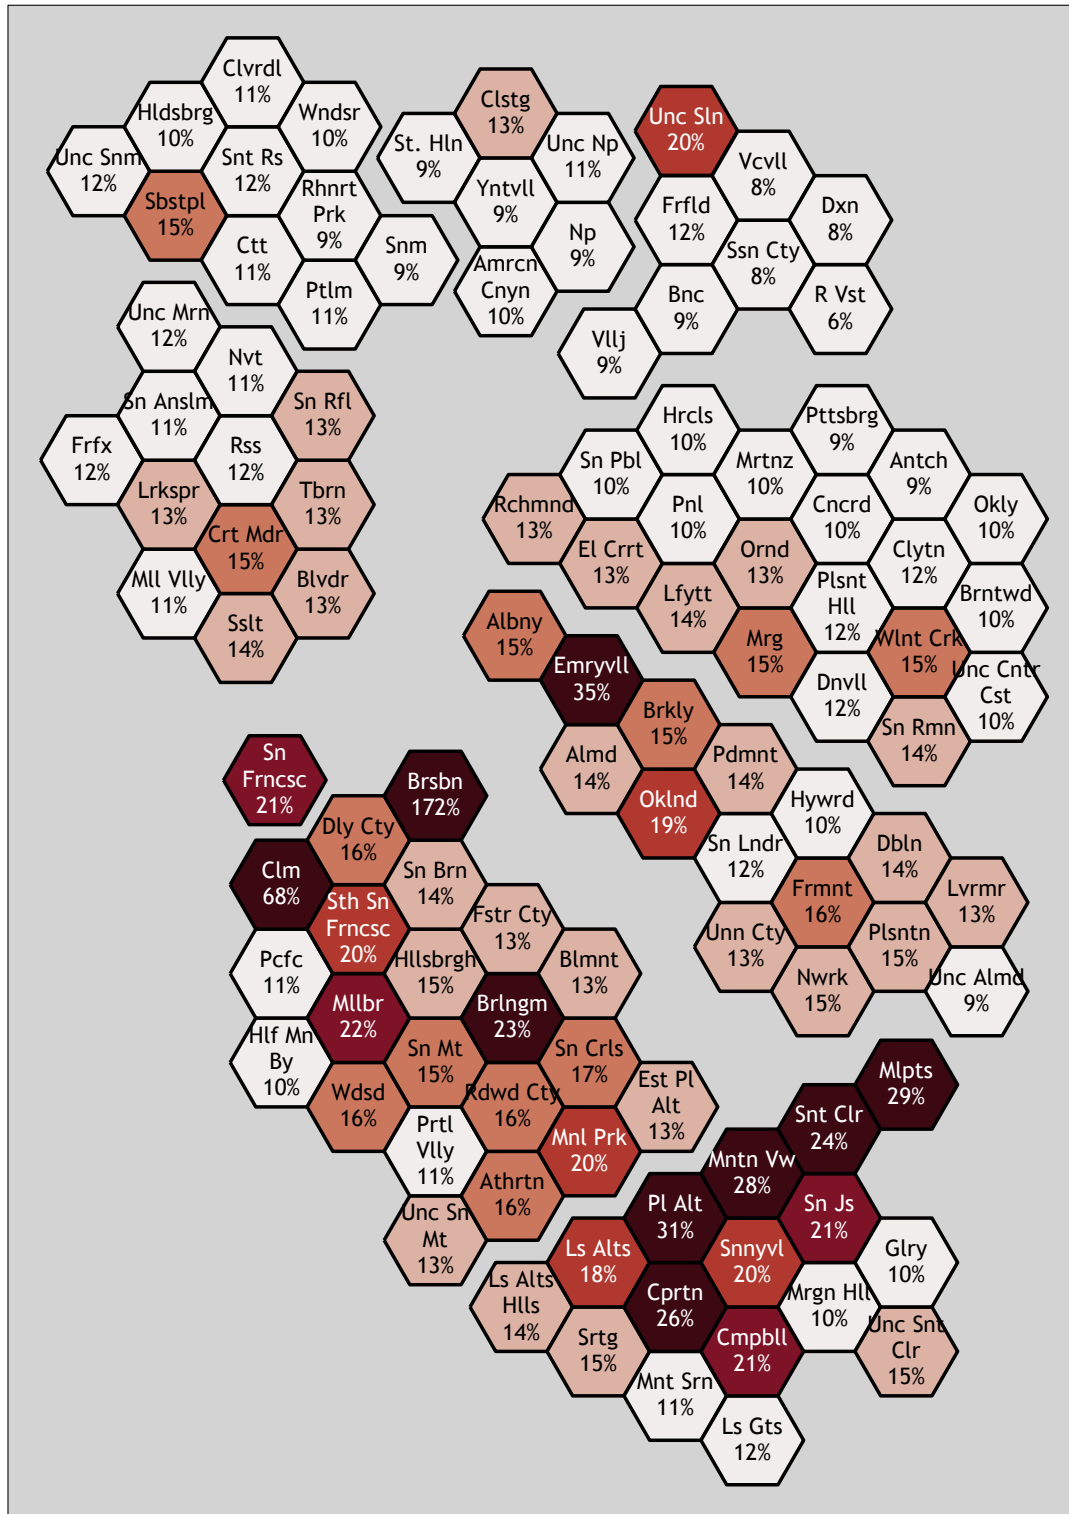 Clvrdl
11%
Hldsbrg
10%
Wndsr
10%
Unc Snm
12%
Snt Rs
12%
Sbstpl
15%
Rhnrt
Prk
9%
Ctt
11%
Snm
9%
Ptlm
11%
Clstg
13%
St. Hln
9%
Unc Np
11%
Yntvll
9%
Np
9%
Amrcn
Cnyn
10%
Unc Sln
20%
Vcvll
8%
Frfld
12%
Dxn
8%
Ssn Cty
8%
Bnc
9%
R Vst
6%
Vllj
9%
Unc Mrn
12%
Nvt
11%
Sn Anslm
11%
Sn Rfl
13%
Frfx
12%
Rss
12%
Lrkspr
13%
Tbrn
13%
Crt Mdr
15%
Mll Vlly
11%
Blvdr
13%
Sslt
14%
Hrcls
10%
Pttsbrg
9%
Sn Pbl
10%
Mrtnz
10%
Antch
9%
Rchmnd
13%
Pnl
10%
Cncrd
10%
Okly
10%
El Crrt
13%
Ornd
13%
Clytn
12%
Lfytt
14%
Plsnt
Hll
12%
Brntwd
10%
Mrg
15%
Wlnt Crk
15%
Dnvll
12%
Unc Cntr
Cst
10%
Sn Rmn
14%
Albny
15%
Emryvll
35%
Brkly
15%
Almd
14%
Pdmnt
14%
Oklnd
19%
Hywrd
10%
Sn Lndr
12%
Dbln
14%
Frmnt
16%
Lvrmr
13%
Unn Cty
13%
Plsntn
15%
Nwrk
15%
Unc Almd
9%
Sn
Frncsc
21%
Brsbn
172%
Dly Cty
16%
Clm
68%
Sn Brn
14%
Sth Sn
Frncsc
20%
Fstr Cty
13%
Pcfc
11%
Hllsbrgh
15%
Blmnt
13%
Mllbr
22%
Brlngm
23%
Hlf Mn
By
10%
Sn Mt
15%
Sn Crls
17%
Wdsd
16%
Rdwd Cty
16%
Est Pl
Alt
13%
Prtl
Vlly
11%
Mnl Prk
20%
Athrtn
16%
Unc Sn
Mt
13%
Mlpts
29%
Snt Clr
24%
Mntn Vw
28%
Pl Alt
31%
Sn Js
21%
Ls Alts
18%
Snnyvl
20%
Glry
10%
Ls Alts
Hlls
14%
Cprtn
26%
Mrgn Hll
10%
Srtg
15%
Cmpbll
21%
Unc Snt
Clr
15%
Mnt Srn
11%
Ls Gts
12%